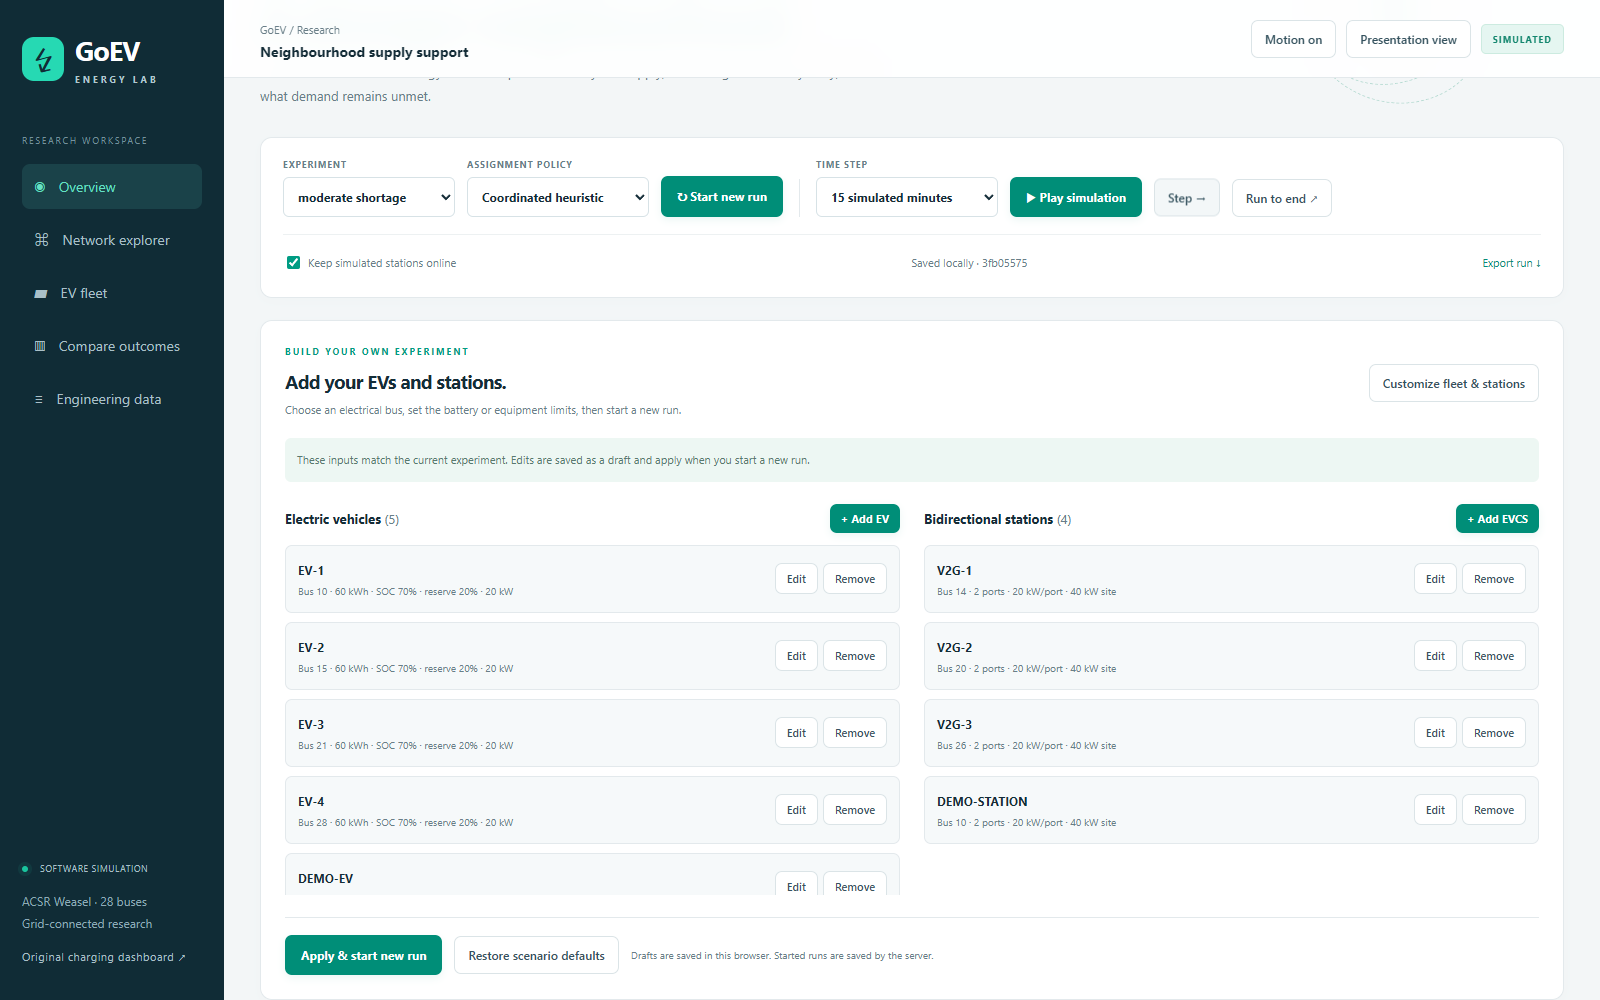 GoEV
ENERGY LAB
RESEARCH WORKSPACE
Overview
Network explorer
EV fleet
Compare outcomes
Engineering data
SOFTWARE SIMULATION
ACSR Weasel · 28 buses
Grid-connected research
Original charging dashboard ↗
GoEV / Research
Neighbourhood supply support
Motion on
Presentation view
SIMULATED
what demand remains unmet.
EXPERIMENT
moderate shortage
ASSIGNMENT POLICY
Coordinated heuristic
↻ Start new run
TIME STEP
15 simulated minutes
▶ Play simulation
Step →
Run to end ↗
Keep simulated stations online
Saved locally · 3fb05575
Export run ↓
BUILD YOUR OWN EXPERIMENT
Add your EVs and stations.
Choose an electrical bus, set the battery or equipment limits, then start a new run.
Customize fleet & stations
These inputs match the current experiment. Edits are saved as a draft and apply when you start a new run.
Electric vehicles (5)
+ Add EV
EV-1
Bus 10 · 60 kWh · SOC 70% · reserve 20% · 20 kW
Edit
Remove
EV-2
Bus 15 · 60 kWh · SOC 70% · reserve 20% · 20 kW
Edit
Remove
EV-3
Bus 21 · 60 kWh · SOC 70% · reserve 20% · 20 kW
Edit
Remove
EV-4
Bus 28 · 60 kWh · SOC 70% · reserve 20% · 20 kW
Edit
Remove
DEMO-EV
Edit
Remove
Bidirectional stations (4)
+ Add EVCS
V2G-1
Bus 14 · 2 ports · 20 kW/port · 40 kW site
Edit
Remove
V2G-2
Bus 20 · 2 ports · 20 kW/port · 40 kW site
Edit
Remove
V2G-3
Bus 26 · 2 ports · 20 kW/port · 40 kW site
Edit
Remove
DEMO-STATION
Bus 10 · 2 ports · 20 kW/port · 40 kW site
Edit
Remove
Apply & start new run
Restore scenario defaults
Drafts are saved in this browser. Started runs are saved by the server.